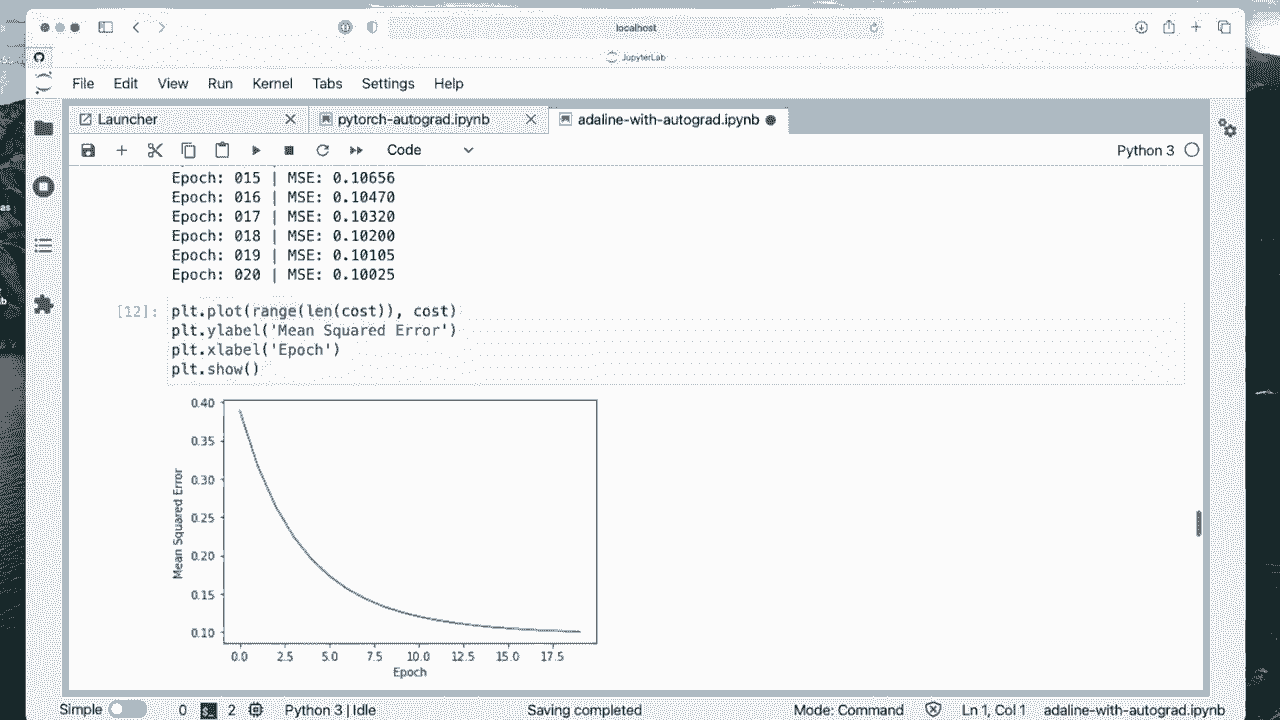 localhost
JupyterLab
File Edit View Run Kernel Tabs Settings Help
Launcher pytorch-autograd.ipynb adaline-with-autograd.ipynb
Code Python 3
Epoch: 015 | MSE: 0.10656
Epoch: 016 | MSE: 0.10470
Epoch: 017 | MSE: 0.10320
Epoch: 018 | MSE: 0.10200
Epoch: 019 | MSE: 0.10105
Epoch: 020 | MSE: 0.10025
[12]: plt.plot(range(len(cost)), cost)
plt.ylabel('Mean Squared Error')
plt.xlabel('Epoch')
plt.show()
0.40
0.35
0.30
0.25
0.20
0.15
0.10
Mean Squared Error
0.0 2.5 5.0 7.5 10.0 12.5 15.0 17.5
Epoch
Simple 0 2 Python 3 | Idle Saving completed Mode: Command Ln 1, Col 1 adaline-with-autograd.ipynb